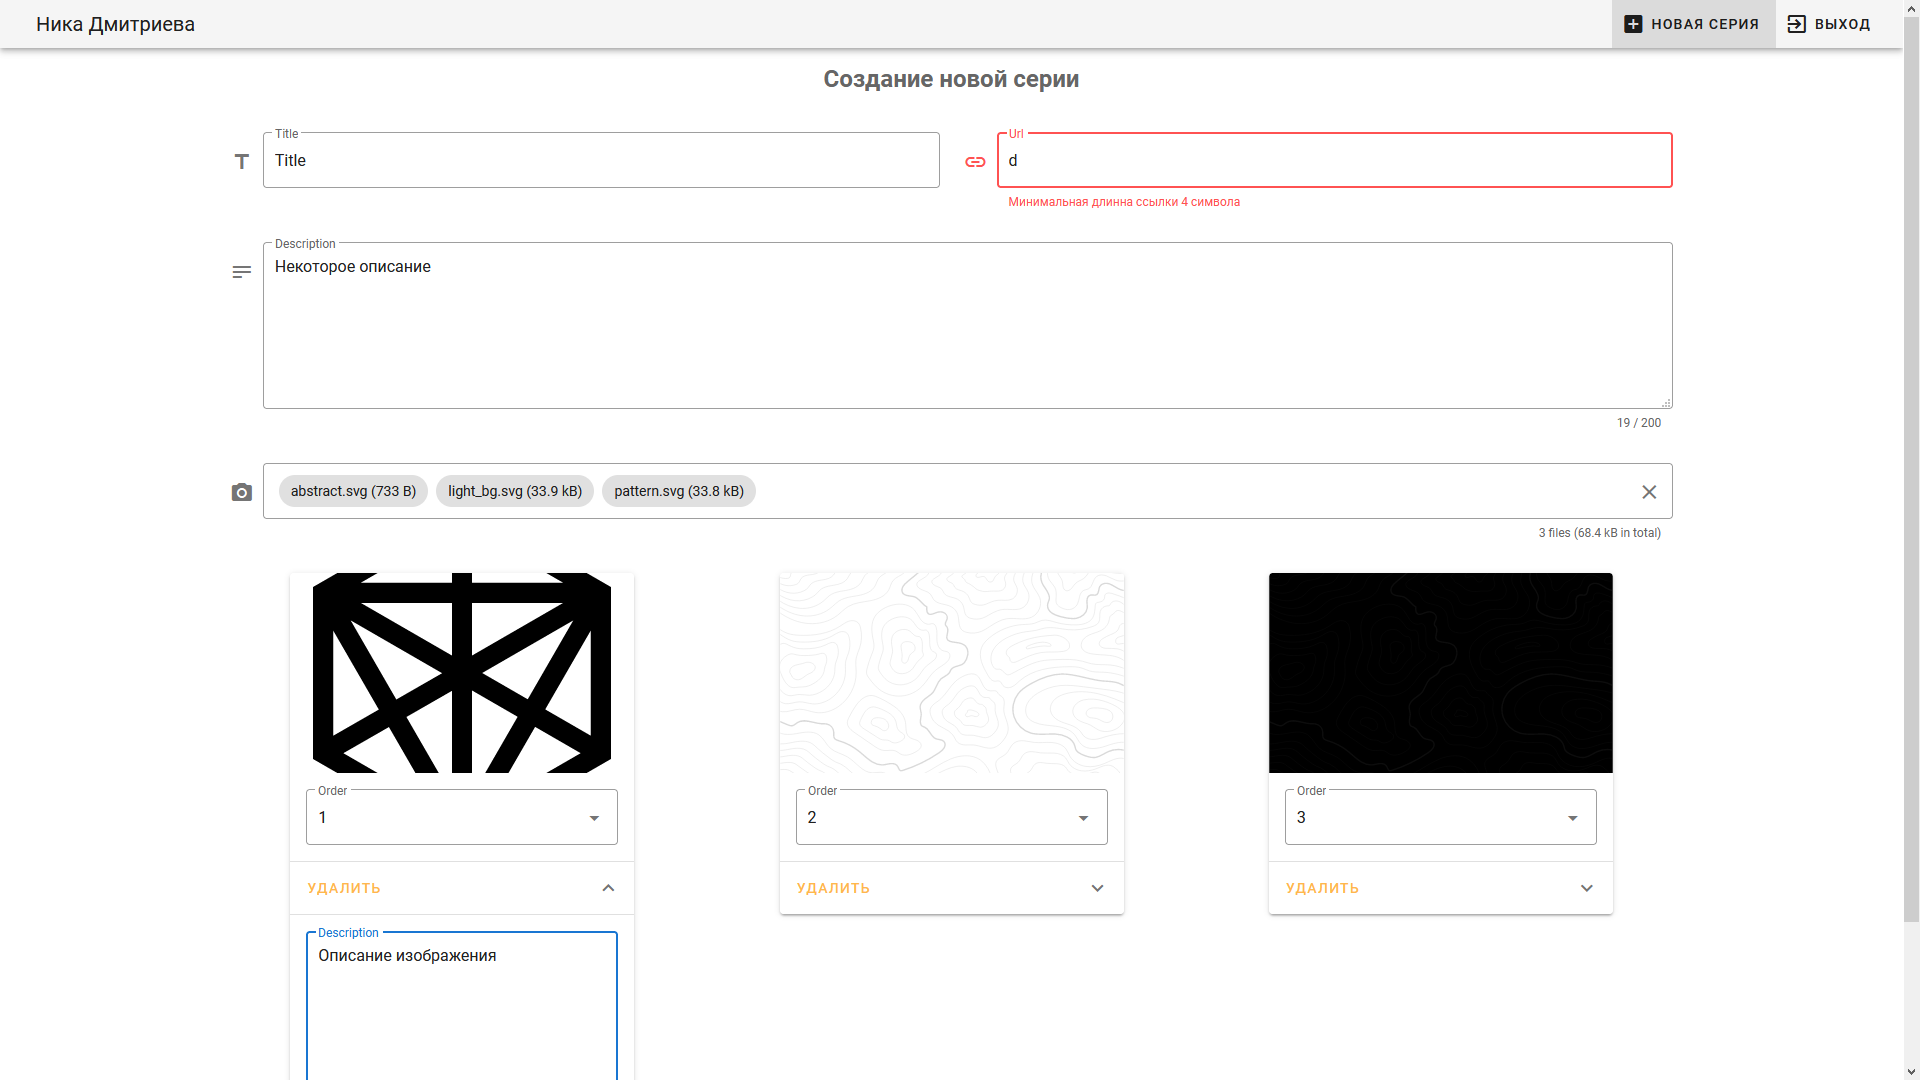 Ника Дмитриева
НОВАЯ СЕРИЯ
ВЫХОД
Создание новой серии
Title
Title
Url
d
Минимальная длинна ссылки 4 символа
Description
Некоторое описание
19 / 200
abstract.svg (733 B)
light_bg.svg (33.9 kB)
pattern.svg (33.8 kB)
3 files (68.4 kB in total)
Order
1
Order
2
Order
3
УДАЛИТЬ
УДАЛИТЬ
УДАЛИТЬ
Description
Описание изображения